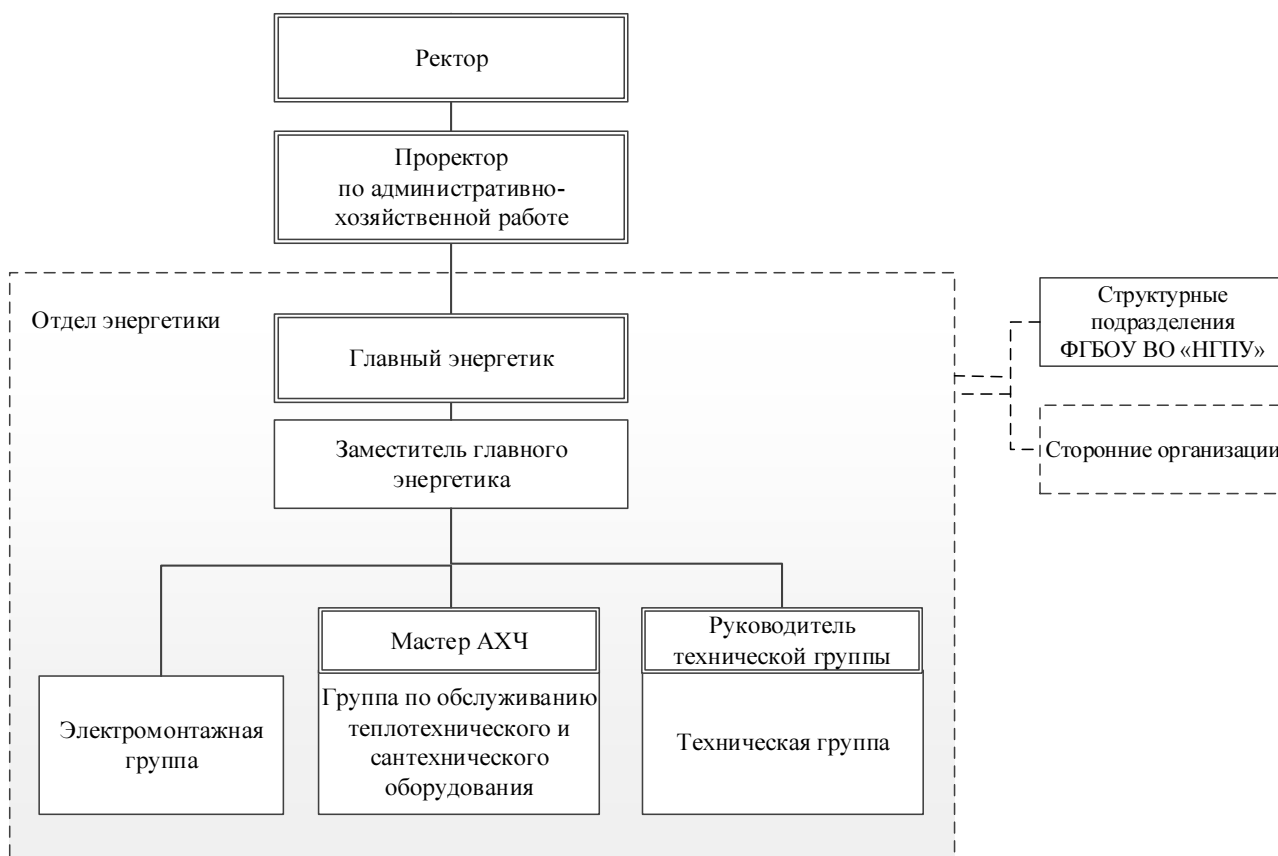 Ректор
Проректор
по административно-
хозяйственной работе
Отдел энергетики
Главный энергетик
Структурные
подразделения
ФГБОУ ВО «НГПУ»
Заместитель главного
энергетика
Сторонние организации
Мастер АХЧ
Руководитель
технической группы
Электромонтажная
группа
Группа по обслуживанию
теплотехнического и
сантехнического
оборудования
Техническая группа